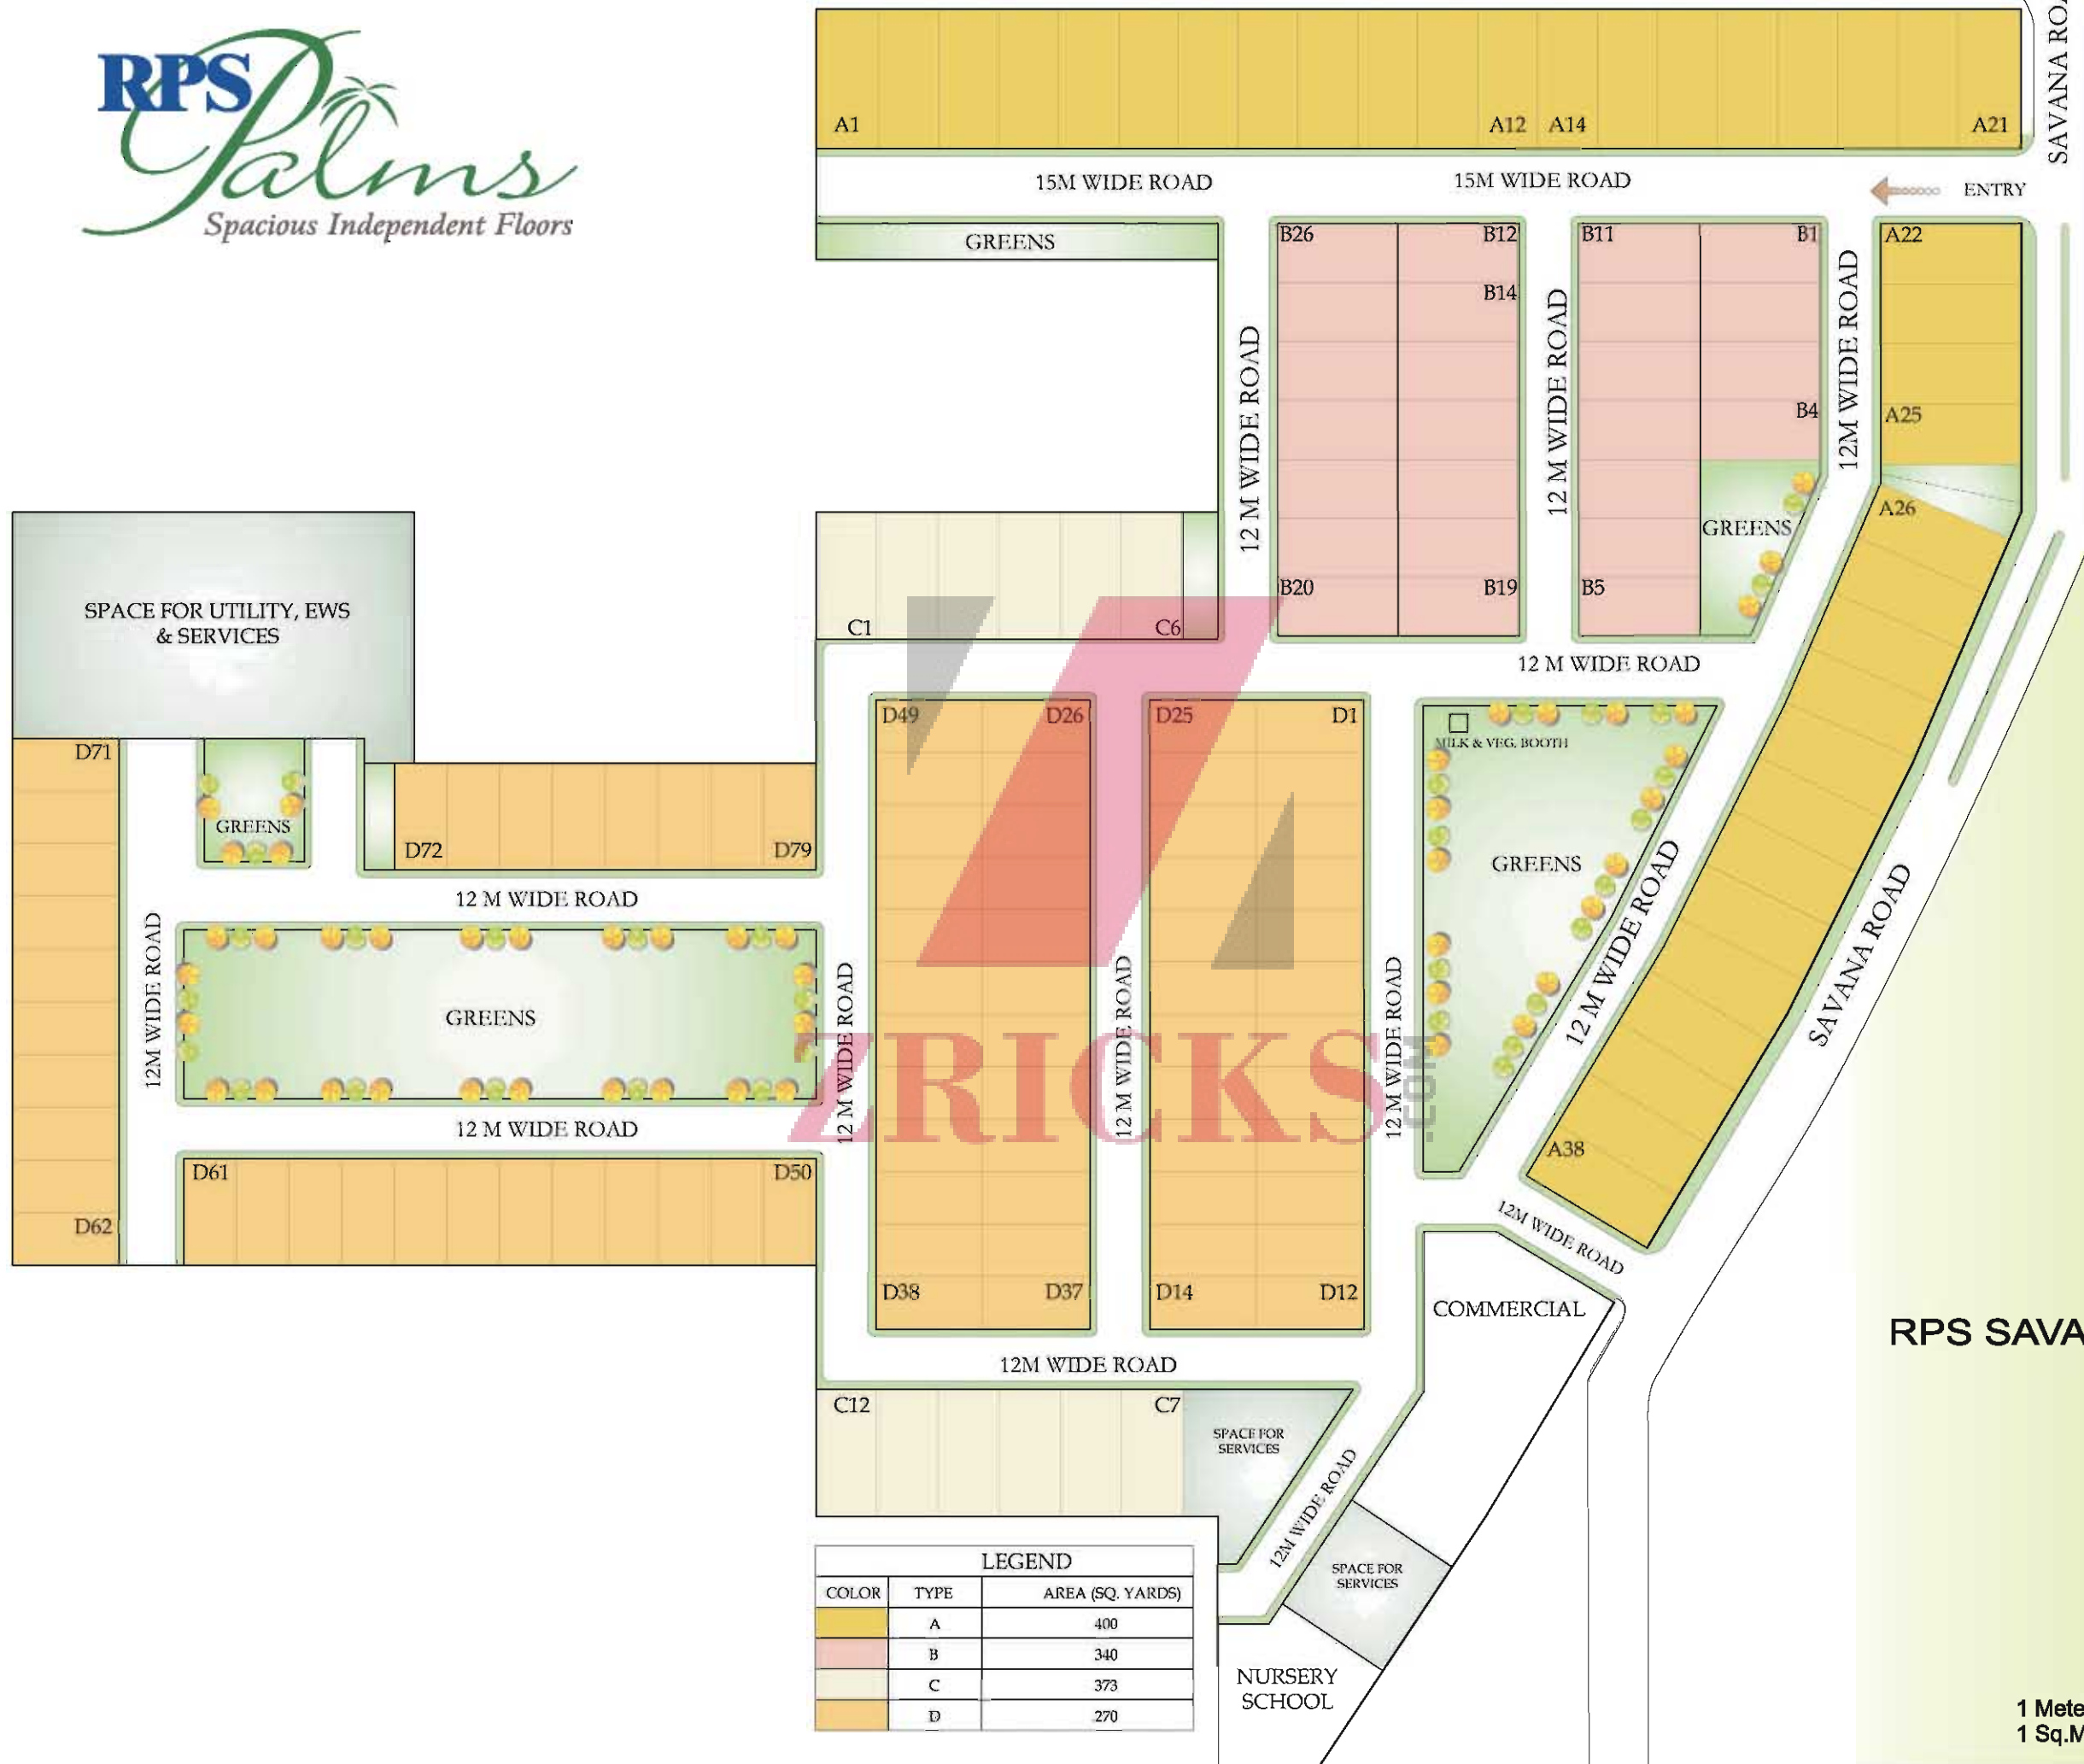 RPS
Palms
Spacious Independent Floors
A1
A12
A14
A21
SAVANA
15M WIDE ROAD
15M WIDE ROAD
ENTRY
GREENS
B26
B12
B11
B1
A22
B14
12 M WIDE ROAD
12 M WIDE ROAD
12M WIDE ROAD
B4
A25
A26
GREENS
B20
B19
B5
SPACE FOR UTILITY, EWS
& SERVICES
C1
C6
12 M WIDE ROAD
D49
D26
D25
D1
MILK & VEG. BOOTH
D71
GREENS
D72
D79
GREENS
12 M WIDE ROAD
12M WIDE ROAD
GREENS
12 M WIDE ROAD
12 M WIDE ROAD
12 M WIDE ROAD
12 M WIDE ROAD
SAVANA ROAD
ZRICKS
.COM
12 M WIDE ROAD
D61
D50
D62
A38
12M WIDE ROAD
D38
D37
D14
D12
COMMERCIAL
RPS SAVA
12M WIDE ROAD
C12
C7
SPACE FOR
SERVICES
12M WIDE ROAD
SPACE FOR
SERVICES
LEGEND
COLOR TYPE AREA (SQ. YARDS)
A 400
B 340
C 373
D 270
NURSERY
SCHOOL
1 Mete
1 Sq.M